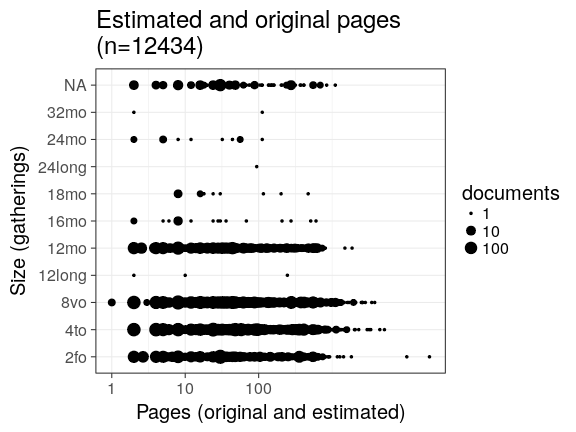 Estimated and original pages
(n=12434)
NA
32mo
24mo
24long
18mo
16mo
12mo
12long
8vo
4to
2fo
Size (gatherings)
1
10
100
Pages (original and estimated)
documents
1
10
100